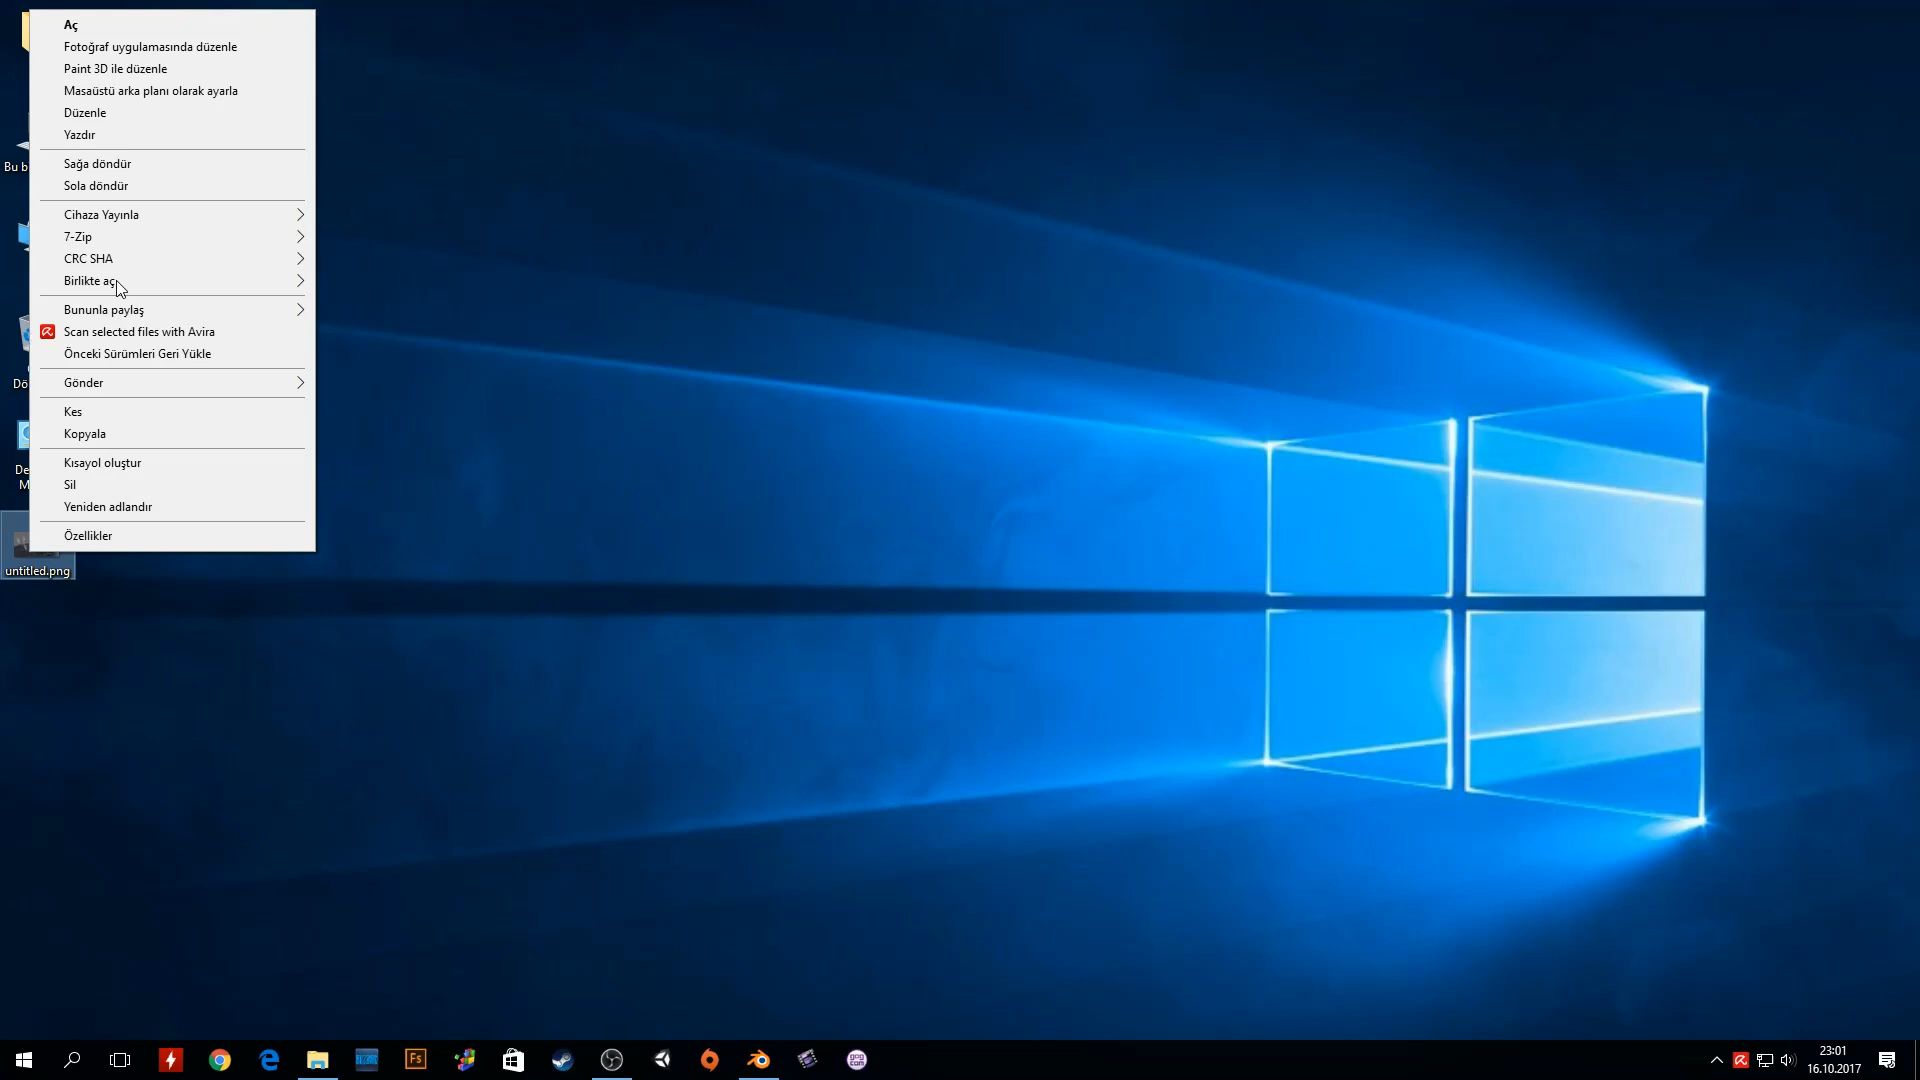 Aç
Fotoğraf uygulamasında düzenle
Paint 3D ile düzenle
Masaüstü arka planı olarak ayarla
Düzenle
Yazdır
Sağa döndür
Sola döndür
Cihaza Yayınla
7-Zip
CRC SHA
Birlikte aç
Bununla paylaş
Scan selected files with Avira
Önceki Sürümleri Geri Yükle
Gönder
Kes
Kopyala
Kısayol oluştur
Sil
Yeniden adlandır
Özellikler
Bu b
Dö
De
M
untitled.png
Fs
23:01
16.10.2017